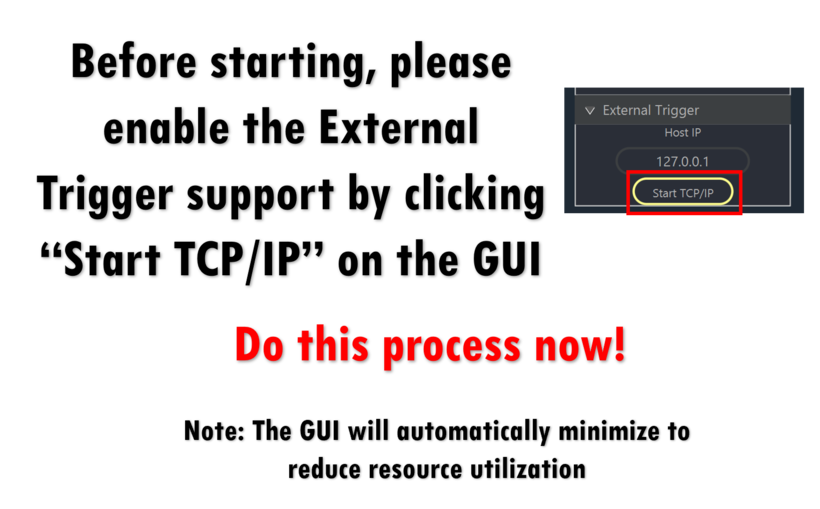 Before starting, please
enable the External
Trigger support by clicking
“Start TCP/IP” on the GUI
External Trigger
Host IP
127.0.0.1
Start TCP/IP
Do this process now!
Note: The GUI will automatically minimize to
reduce resource utilization